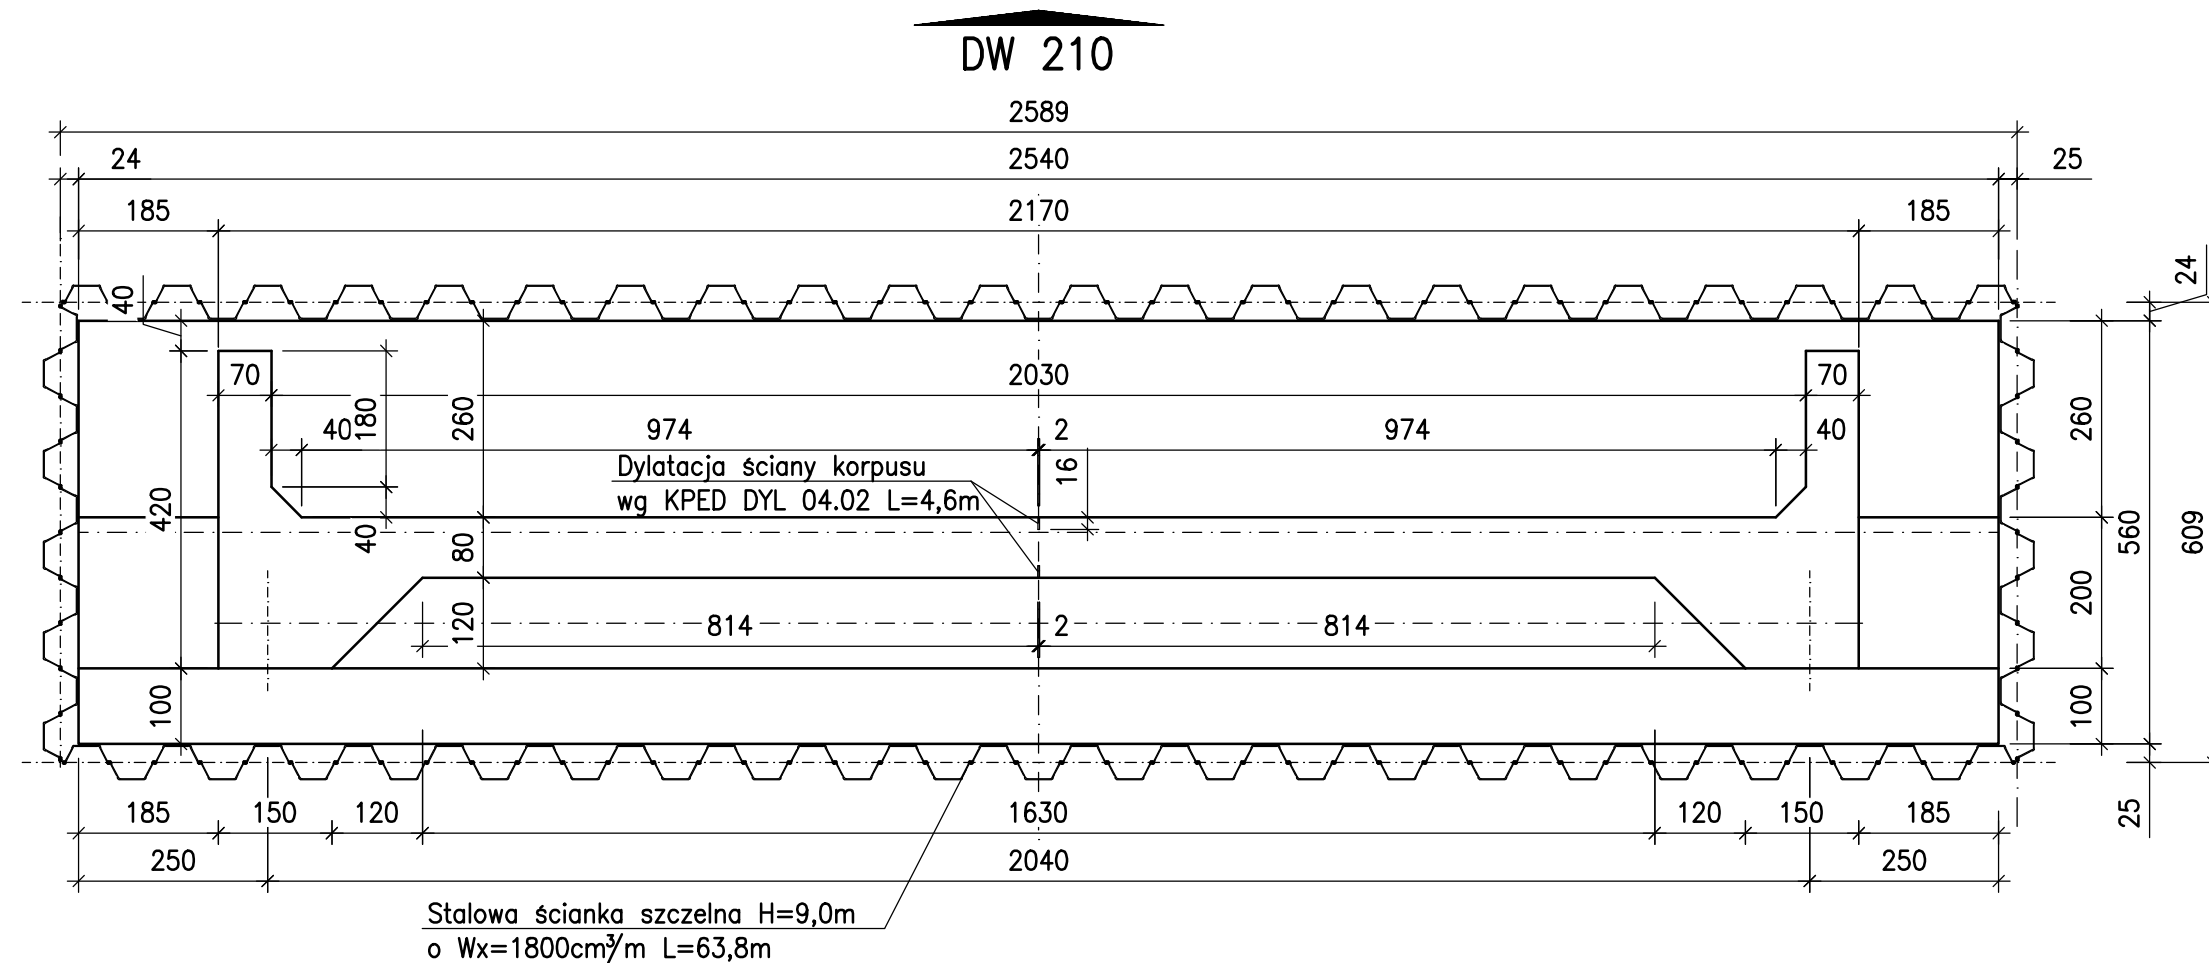 DW 210
2589
24 2540 25
185 2170 185
24
40
70 2030 70
180
260
260
40 974 2 974 40
Dylatacja ściany korpusu
16
wg KPED DYL 04.02 L=4,6m
420
40
80
560
609
200
120
814 2 814
100
100
185 150 120 1630 120 150 185
25
250 2040 250
Stalowa ścianka szczelna H=9,0m
o Wx=1800cm³/m L=63,8m